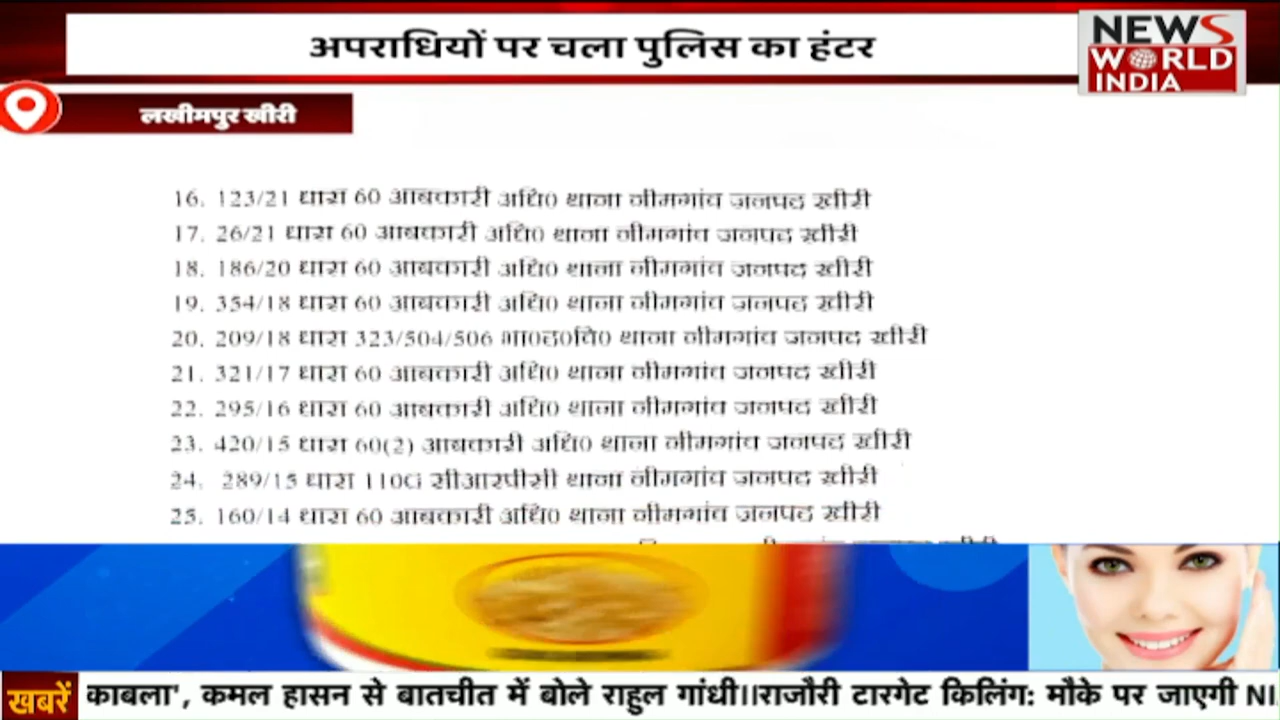 अपराधियों पर चला पुलिस का हंटर
NEWS
WORLD
INDIA
लखीमपुर खीरी
16. 123/21 धारा 60 आबकारी अधि0 थाना नीमगांव जनपद खीरी
17. 26/21 धारा 60 आबकारी अधि0 थाना नीमगांव जनपद खीरी
18. 186/20 धारा 60 आबकारी अधि0 थाना नीमगांव जनपद खीरी
19. 354/18 धारा 60 आबकारी अधि0 थाना नीमगांव जनपद खीरी
20. 209/18 धारा 323/504/506 भा0द0वि0 थाना नीमगांव जनपद खीरी
21. 321/17 धारा 60 आबकारी अधि0 थाना नीमगांव जनपद खीरी
22. 295/16 धारा 60 आबकारी अधि0 थाना नीमगांव जनपद खीरी
23. 420/15 धारा 60(2) आबकारी अधि0 थाना नीमगांव जनपद खीरी
24. 289/15 धारा 110G सीआरपीसी थाना नीमगांव जनपद खीरी
25. 160/14 धारा 60 आबकारी अधि0 थाना नीमगांव जनपद खीरी
खबरें काबला', कमल हासन से बातचीत में बोले राहुल गांधी।।राजौरी टारगेट किलिंग: मौके पर जाएगी NI